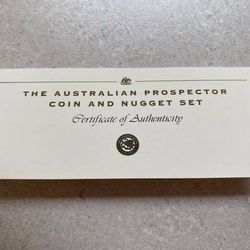 THE AUSTRALIAN PROSPECTOR
COIN AND NUGGET SET
Certificate of Authenticity